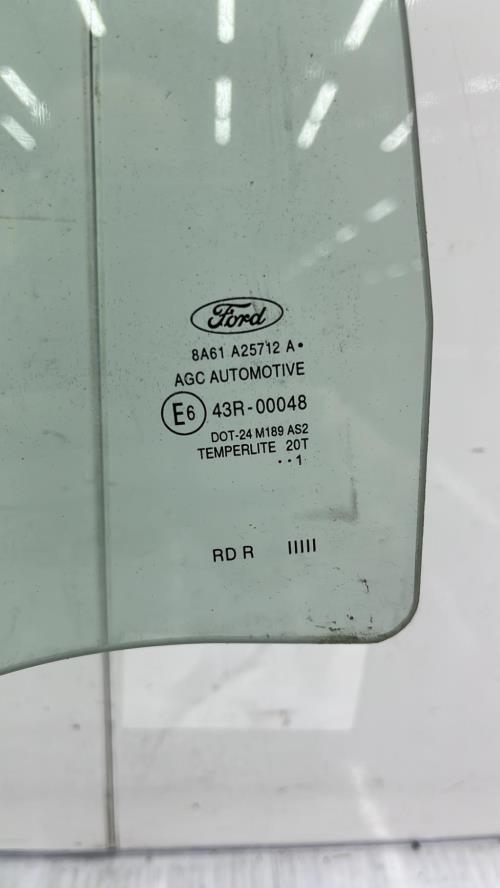 Ford
8A61 A25712 A•
AGC AUTOMOTIVE
E6 43R-00048
DOT-24 M189 AS2
TEMPERLITE 20T
··1
RD R IIIII